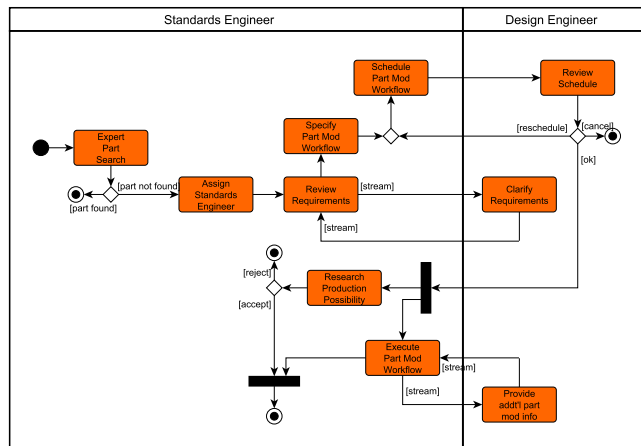 Standards Engineer
Design Engineer
Schedule
Part Mod
Workflow
Review
Schedule
Specify
Part Mod
Workflow
[reschedule]
[cancel]
[ok]
Expert
Part
Search
[part not found]
[part found]
Assign
Standards
Engineer
Review
Requirements
[stream]
Clarify
Requirements
[stream]
[reject]
Research
Production
Possibility
[accept]
Execute
Part Mod
Workflow
[stream]
[stream]
Provide
addt'l part
mod info